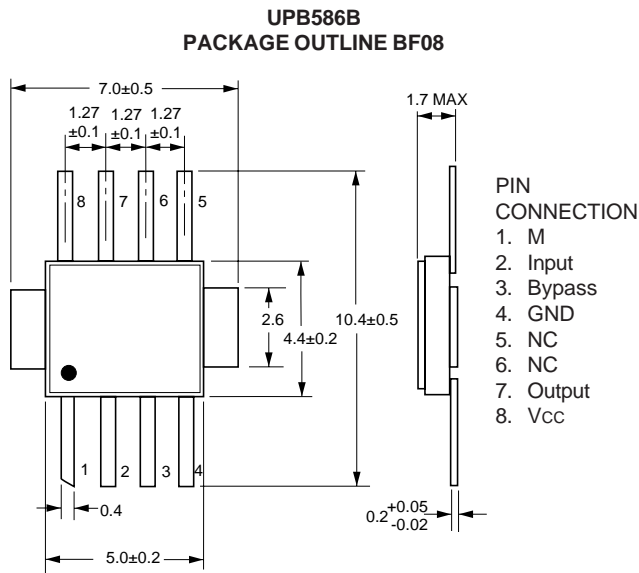 UPB586B
PACKAGE OUTLINE BF08
7.0±0.5
1.27
±0.1
1.27
±0.1
1.27
±0.1
8
7
6
5
2.6
4.4±0.2
10.4±0.5
1
2
3
4
0.4
5.0±0.2
1.7 MAX
0.2+0.05
-0.02
PIN
CONNECTION
1. M
2. Input
3. Bypass
4. GND
5. NC
6. NC
7. Output
8. VCC